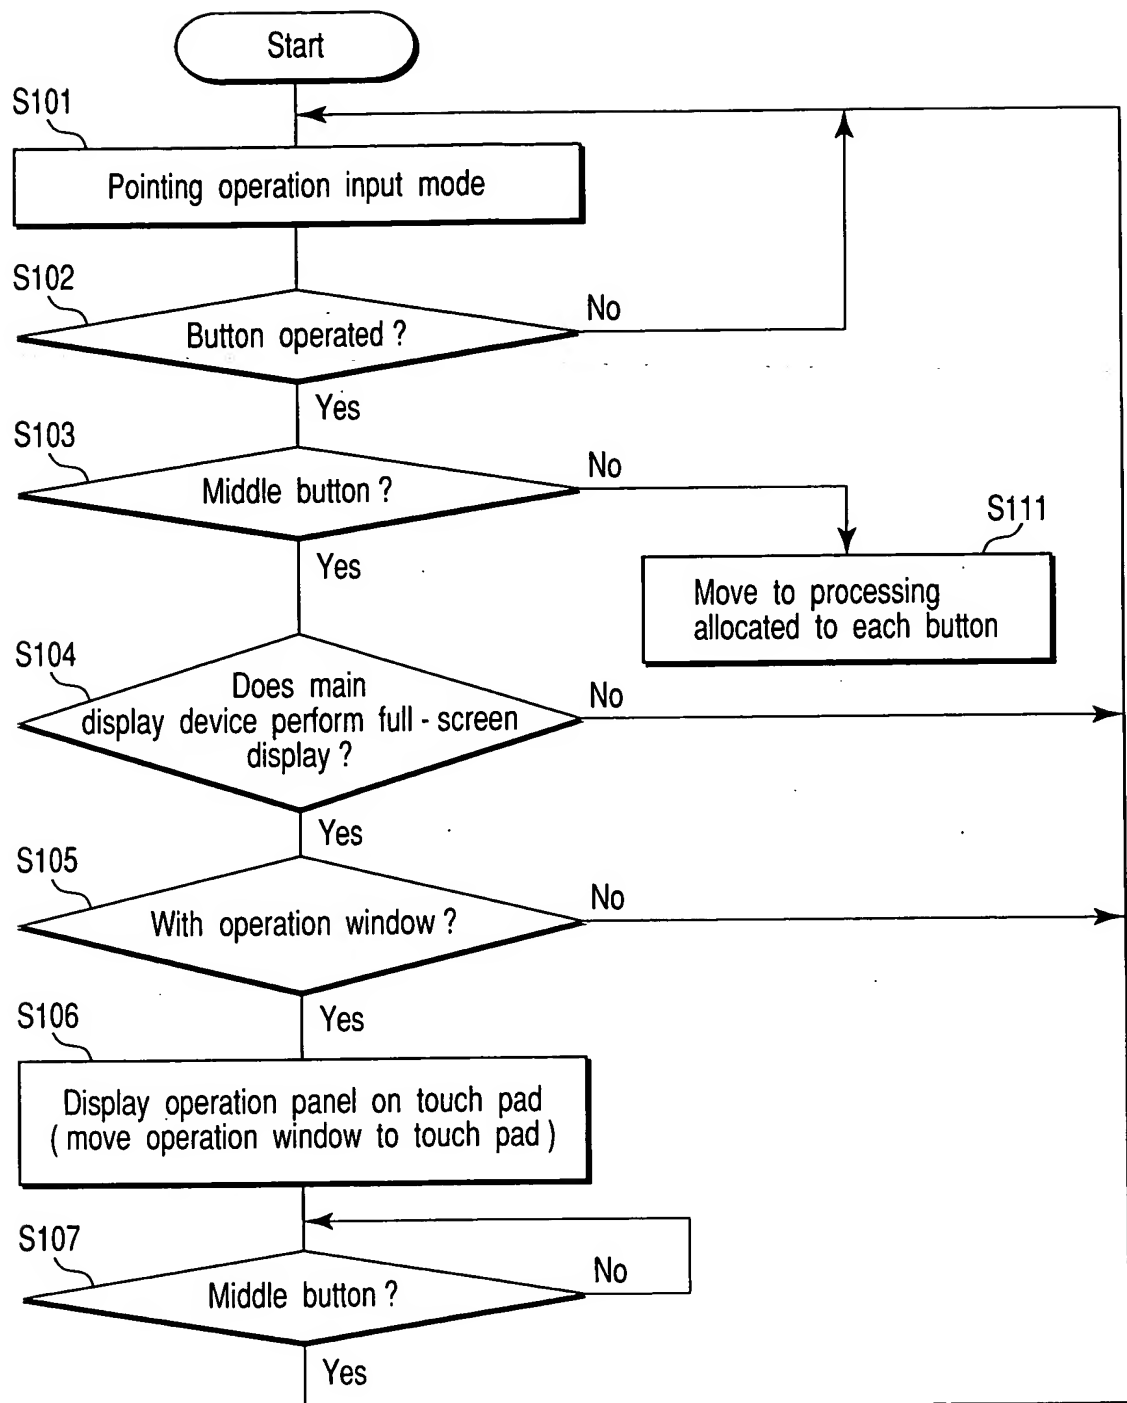 Start
S101
Pointing operation input mode
S102
Button operated ?
No
Yes
S103
Middle button ?
No
Yes
S111
Move to processing
allocated to each button
S104
Does main
display device perform full - screen
display ?
No
Yes
S105
With operation window ?
No
Yes
S106
Display operation panel on touch pad
( move operation window to touch pad )
S107
Middle button ?
No
Yes